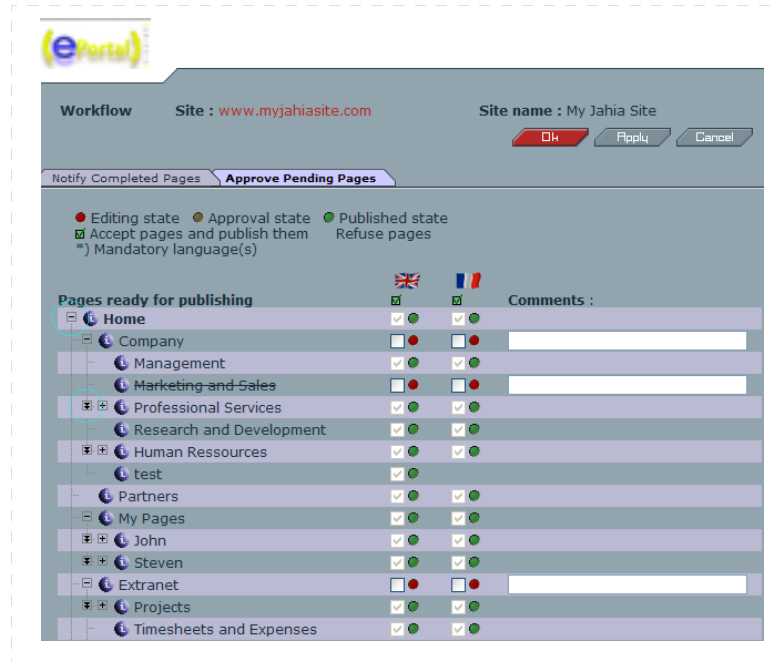 (ePortal)
Workflow Site : www.myjahiasite.com Site name : My Jahia Site
Ok Apply Cancel
Notify Completed Pages Approve Pending Pages
Editing state Approval state Published state
Accept pages and publish them Refuse pages
*) Mandatory language(s)
Pages ready for publishing Comments :
Home
Company
Management
Marketing and Sales
Professional Services
Research and Development
Human Ressources
test
Partners
My Pages
John
Steven
Extranet
Projects
Timesheets and Expenses